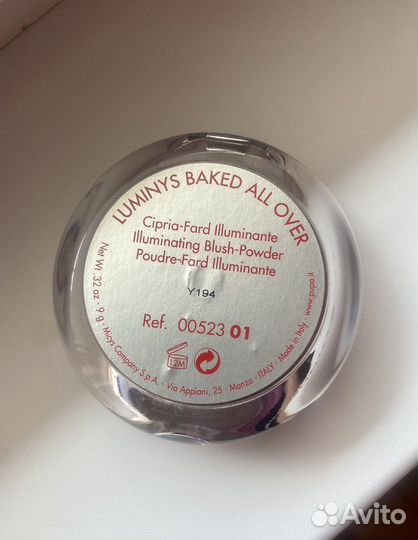 LUMINYS BAKED ALL OVER
Cipria-Fard Illuminante
Illuminating Blush-Powder
Poudre-Fard Illuminante
Y194
Ref. 00523 01
12M
Net Wt. .32 oz · 9 g · Micys Company S.p.A. · Via Appiani, 25 · Monza · ITALY · Made in Italy · www.pupa.it
Avito